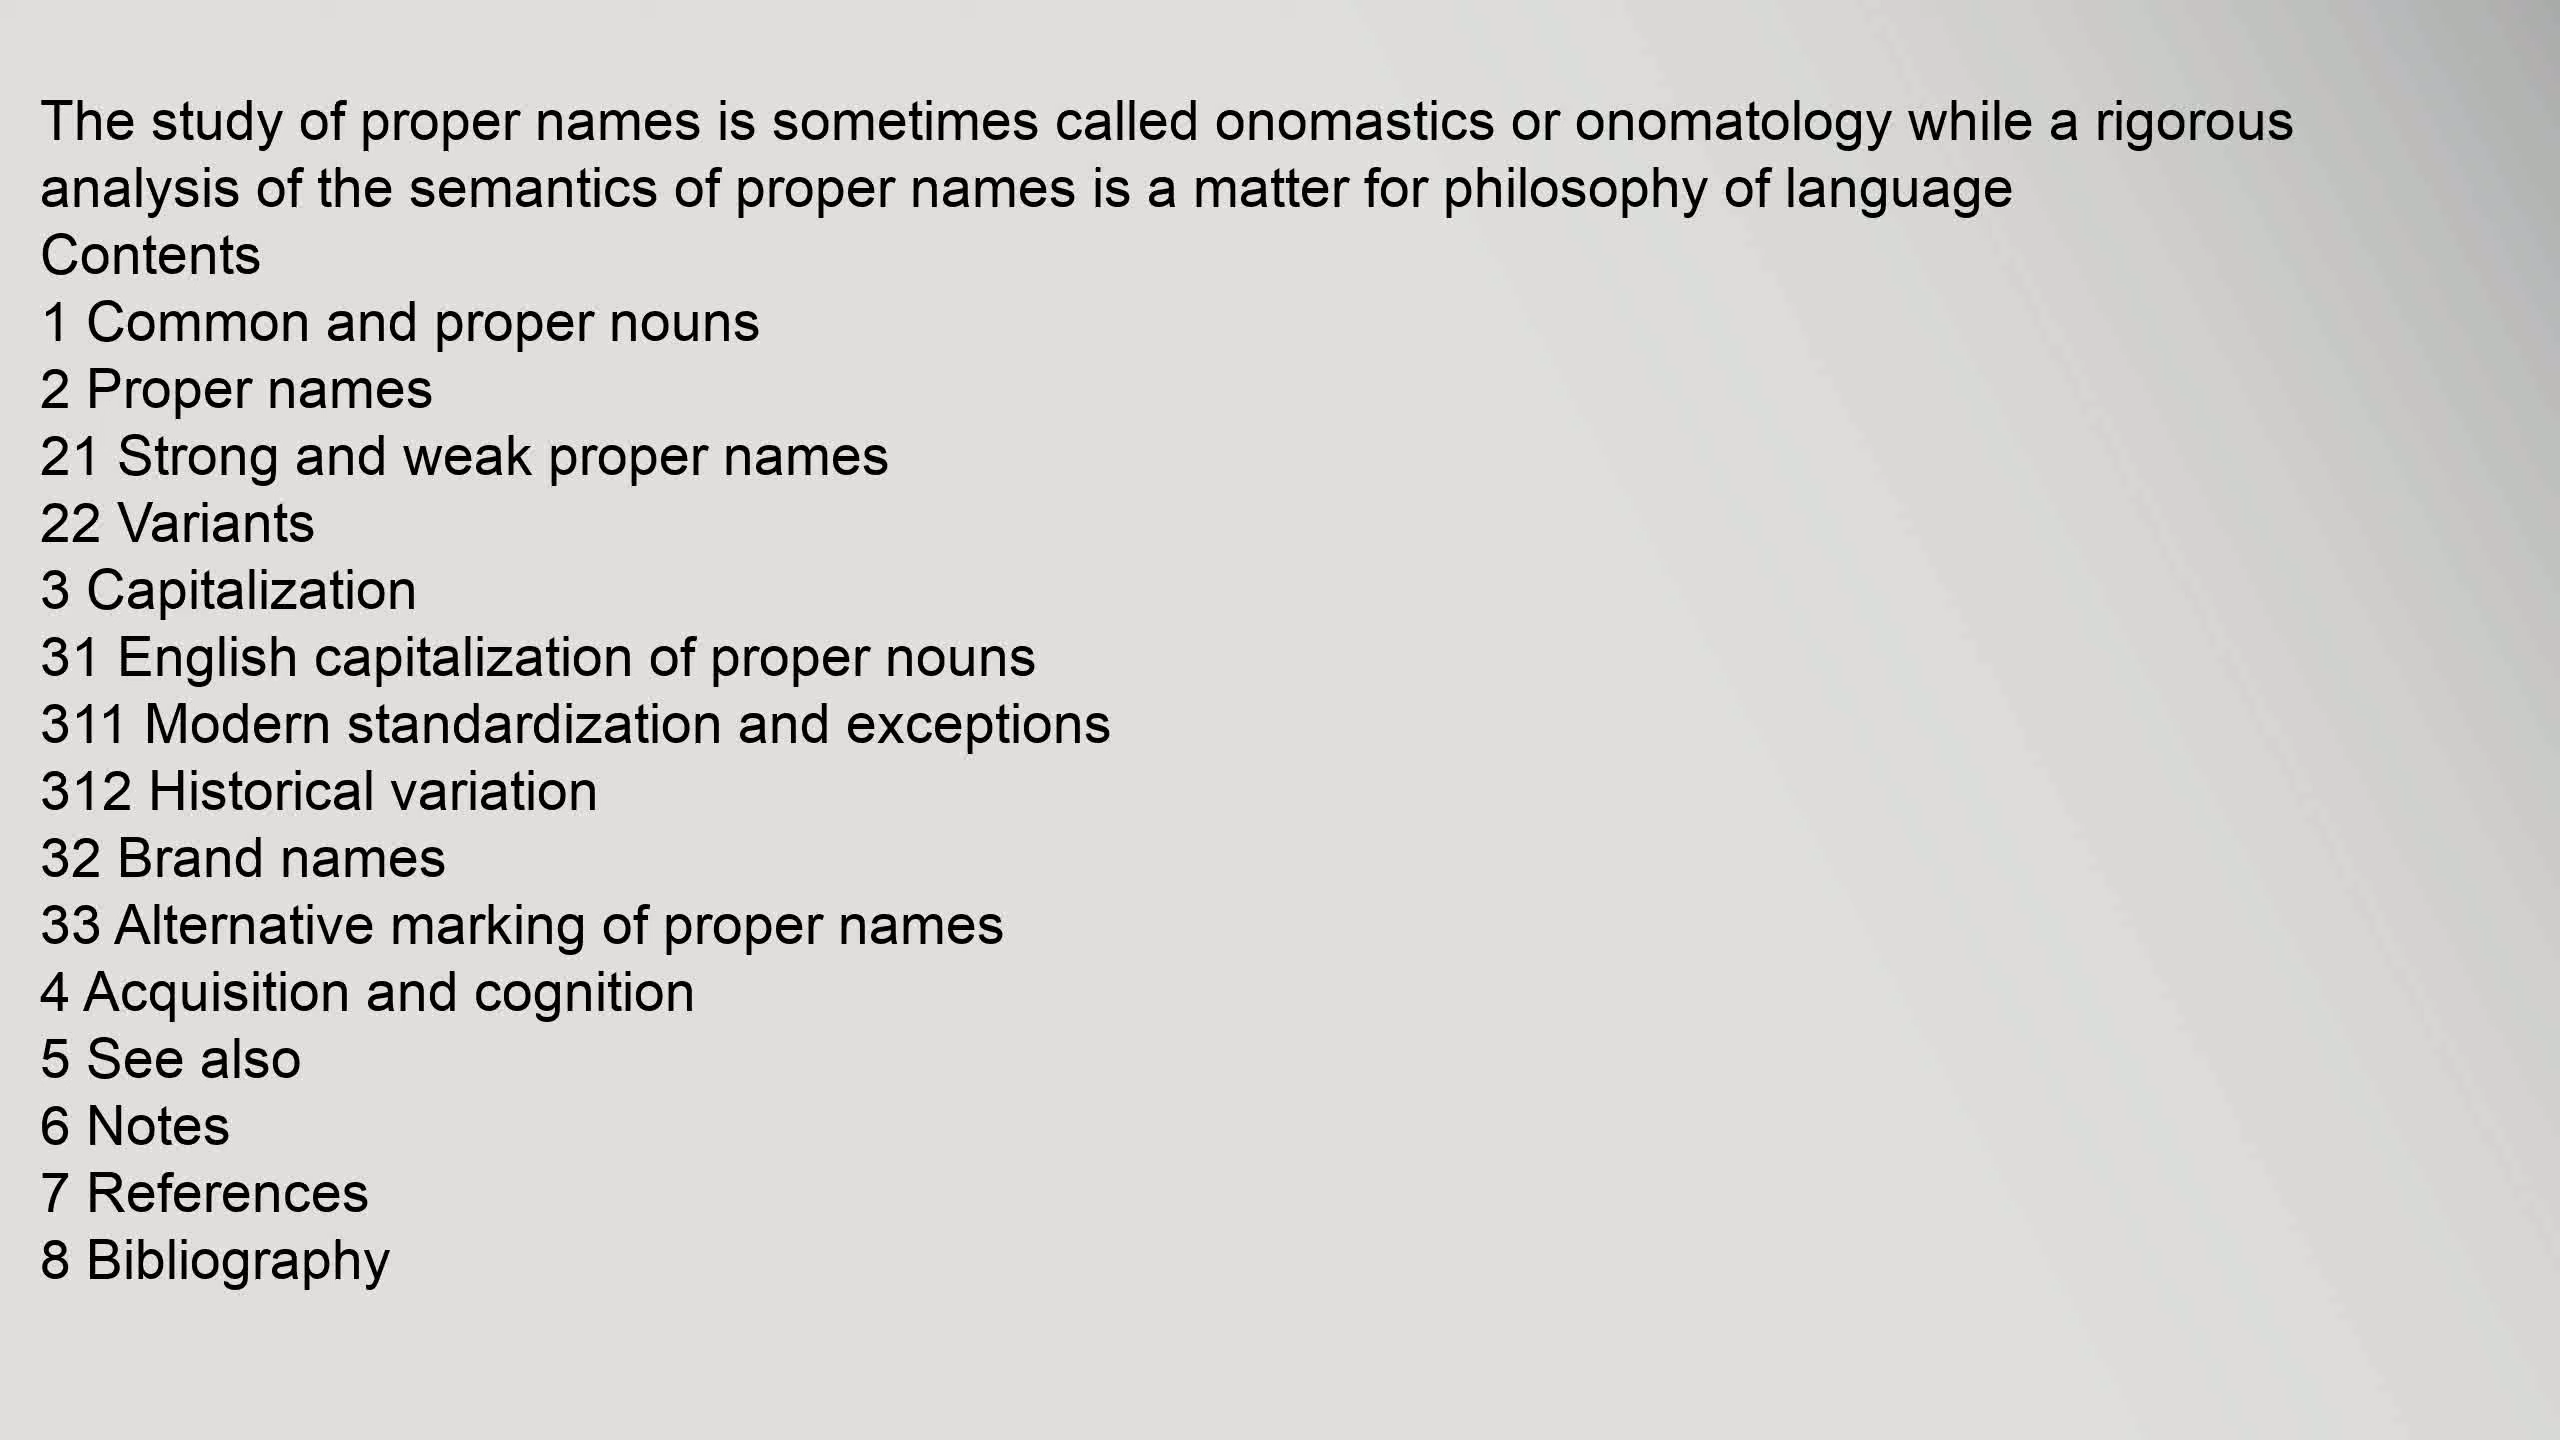 The study of proper names is sometimes called onomastics or onomatology while a rigorous
analysis of the semantics of proper names is a matter for philosophy of language
Contents
1 Common and proper nouns
2 Proper names
21 Strong and weak proper names
22 Variants
3 Capitalization
31 English capitalization of proper nouns
311 Modern standardization and exceptions
312 Historical variation
32 Brand names
33 Alternative marking of proper names
4 Acquisition and cognition
5 See also
6 Notes
7 References
8 Bibliography